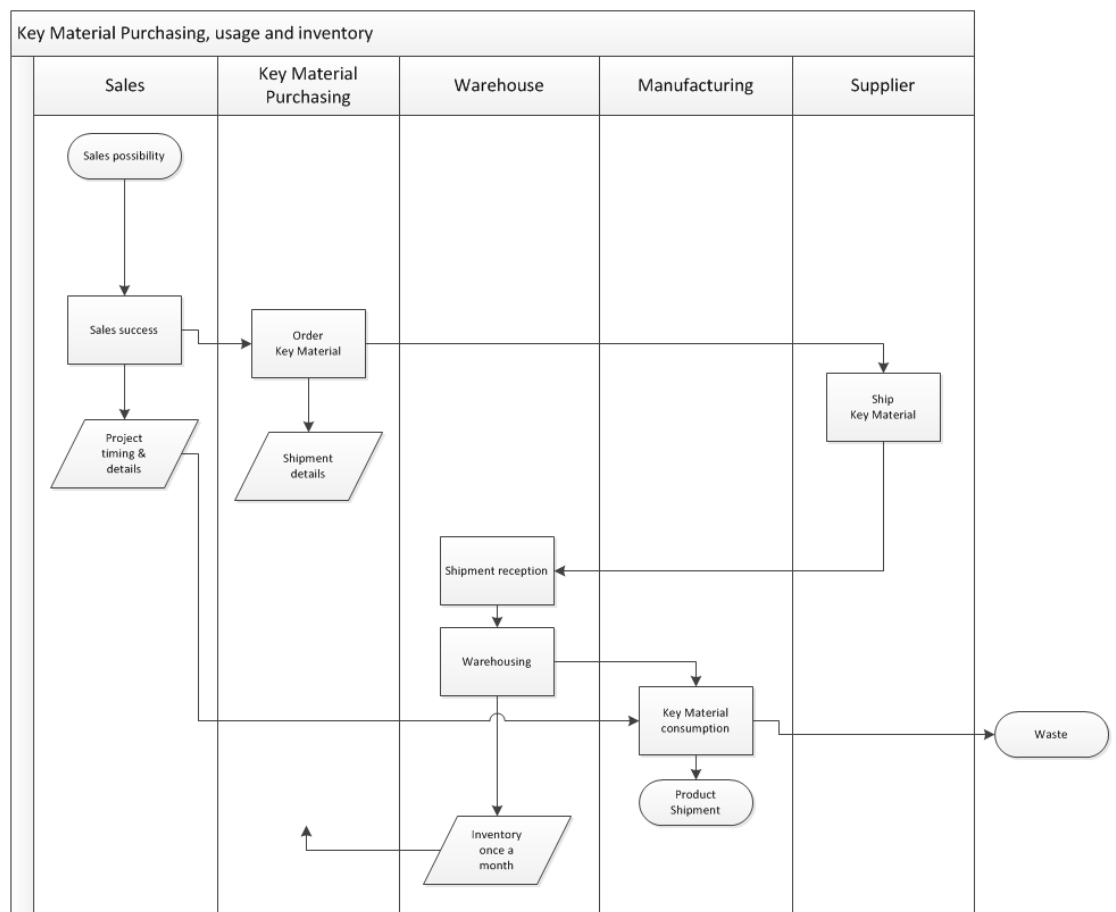 Key Material Purchasing, usage and inventory
Sales
Key Material
Purchasing
Warehouse
Manufacturing
Supplier
Sales possibility
Sales success
Order
Key Material
Ship
Key Material
Project
timing &
details
Shipment
details
Shipment reception
Warehousing
Key Material
consumption
Waste
Product
Shipment
Inventory
once a
month